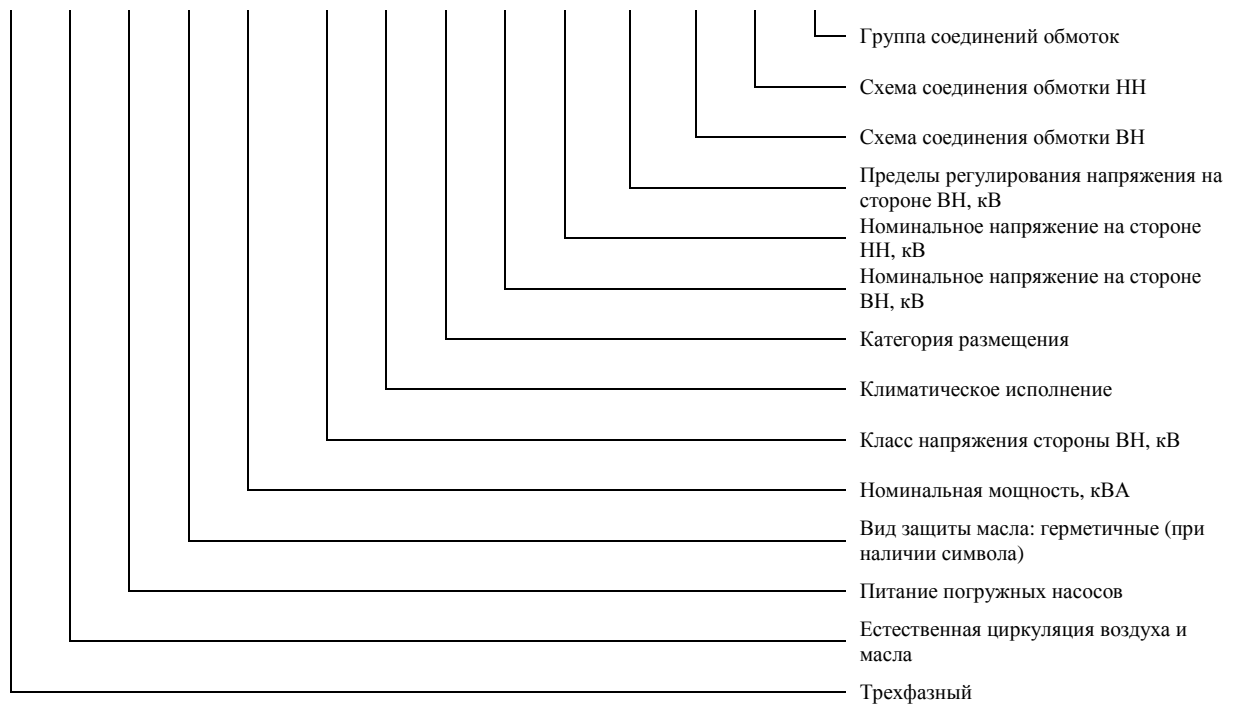 Группа соединений обмоток
Схема соединения обмотки НН
Схема соединения обмотки ВН
Пределы регулирования напряжения на
стороне ВН, кВ
Номинальное напряжение на стороне
НН, кВ
Номинальное напряжение на стороне
ВН, кВ
Категория размещения
Климатическое исполнение
Класс напряжения стороны ВН, кВ
Номинальная мощность, кВА
Вид защиты масла: герметичные (при
наличии символа)
Питание погружных насосов
Естественная циркуляция воздуха и
масла
Трехфазный